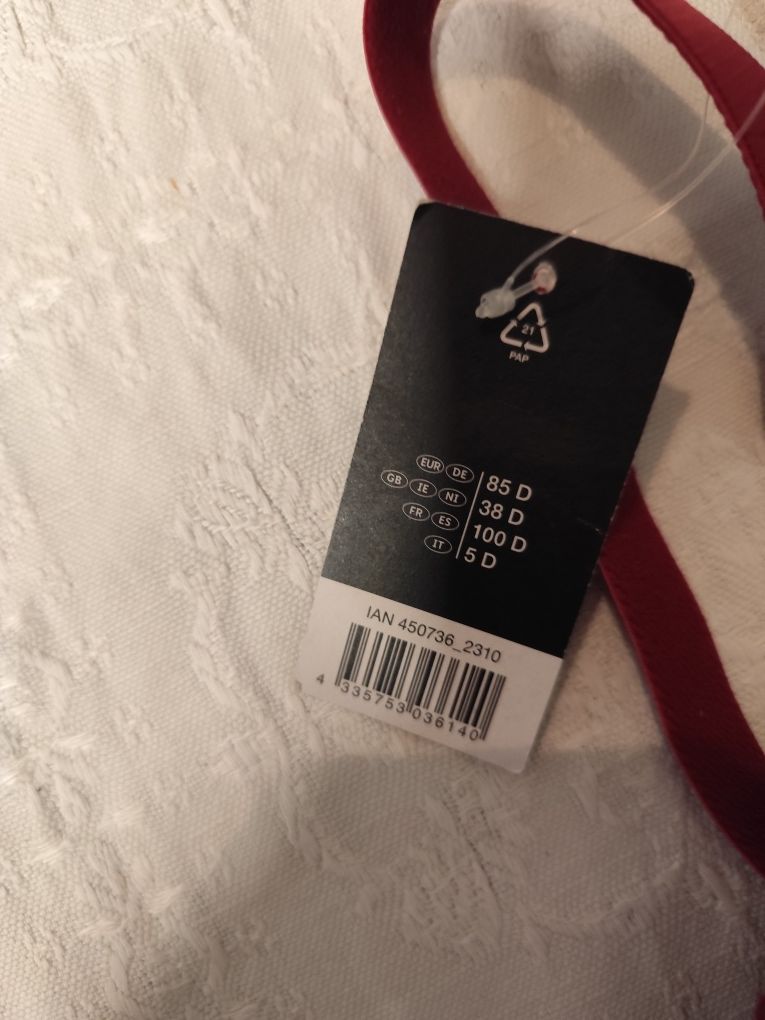 21
PAP
EUR DE 85 D
GB IE NI 38 D
FR ES 100 D
IT 5 D
IAN 450736_2310
4 335753 036140